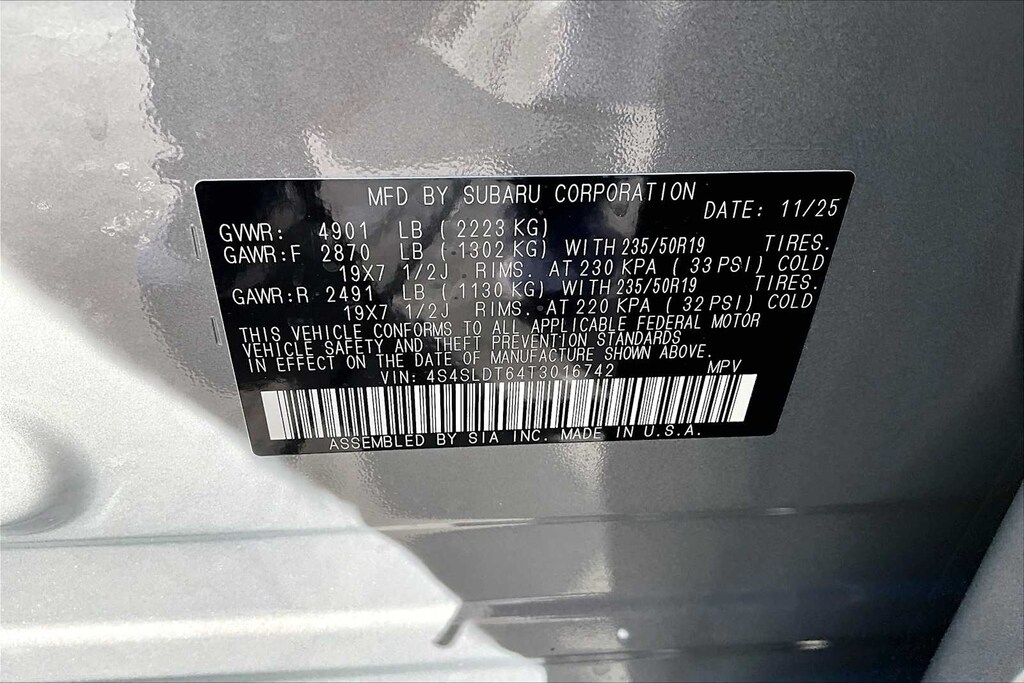 MFD BY SUBARU CORPORATION
DATE: 11/25
GVWR: 4901 LB (2223 KG)
GAWR:F 2870 LB (1302 KG) WITH 235/50R19 TIRES.
19X7 1/2J RIMS. AT 230 KPA (33 PSI) COLD
GAWR:R 2491 LB (1130 KG) WITH 235/50R19 TIRES.
19X7 1/2J RIMS. AT 220 KPA (32 PSI) COLD
THIS VEHICLE CONFORMS TO ALL APPLICABLE FEDERAL MOTOR
VEHICLE SAFETY AND THEFT PREVENTION STANDARDS
IN EFFECT ON THE DATE OF MANUFACTURE SHOWN ABOVE.
VIN: 4S4SLDT64T3016742 MPV
ASSEMBLED BY SIA INC. MADE IN U.S.A.